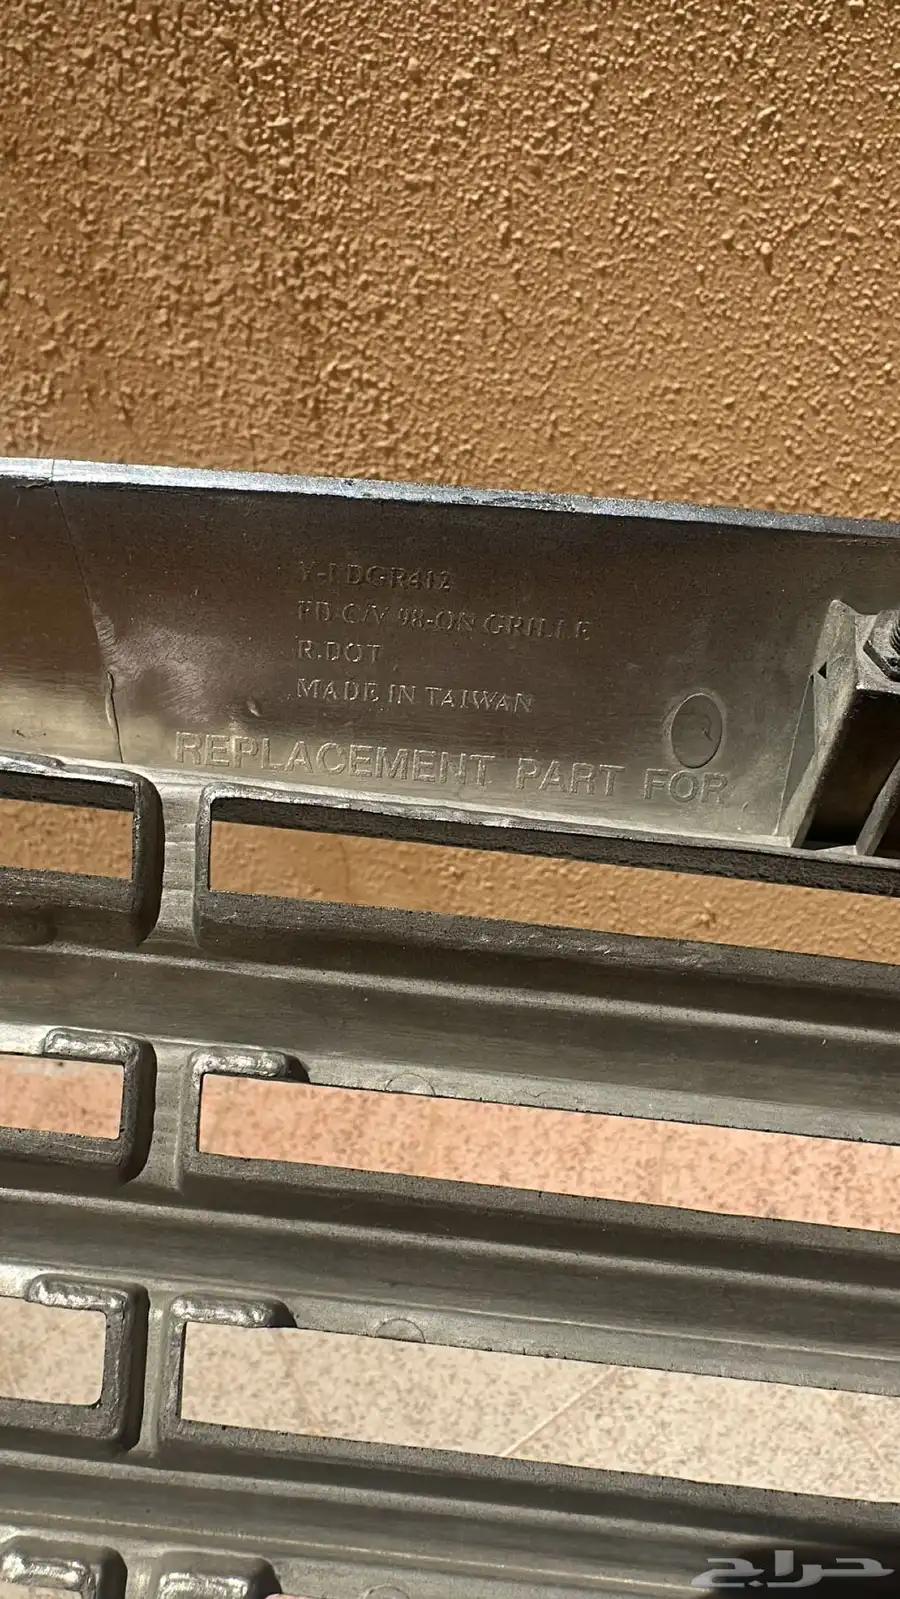 Y-FDGR412
FD C/V 98-ON GRILLE
R.DOT
MADE IN TAIWAN
REPLACEMENT PART FOR
حراج